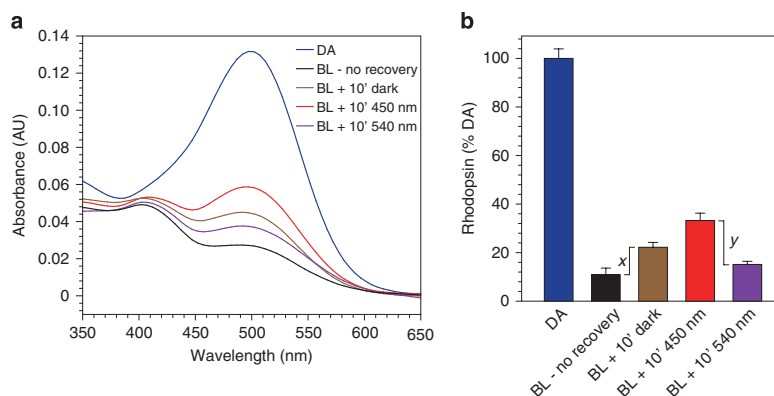 a
0.14
0.12
0.10
0.08
0.06
0.04
0.02
0
Absorbance (AU)
350
400
450
500
550
600
650
Wavelength (nm)
DA
BL - no recovery
BL + 10' dark
BL + 10' 450 nm
BL + 10' 540 nm
b
100
80
60
40
20
0
Rhodopsin (% DA)
x
y
DA
BL - no recovery
BL + 10' dark
BL + 10' 450 nm
BL + 10' 540 nm